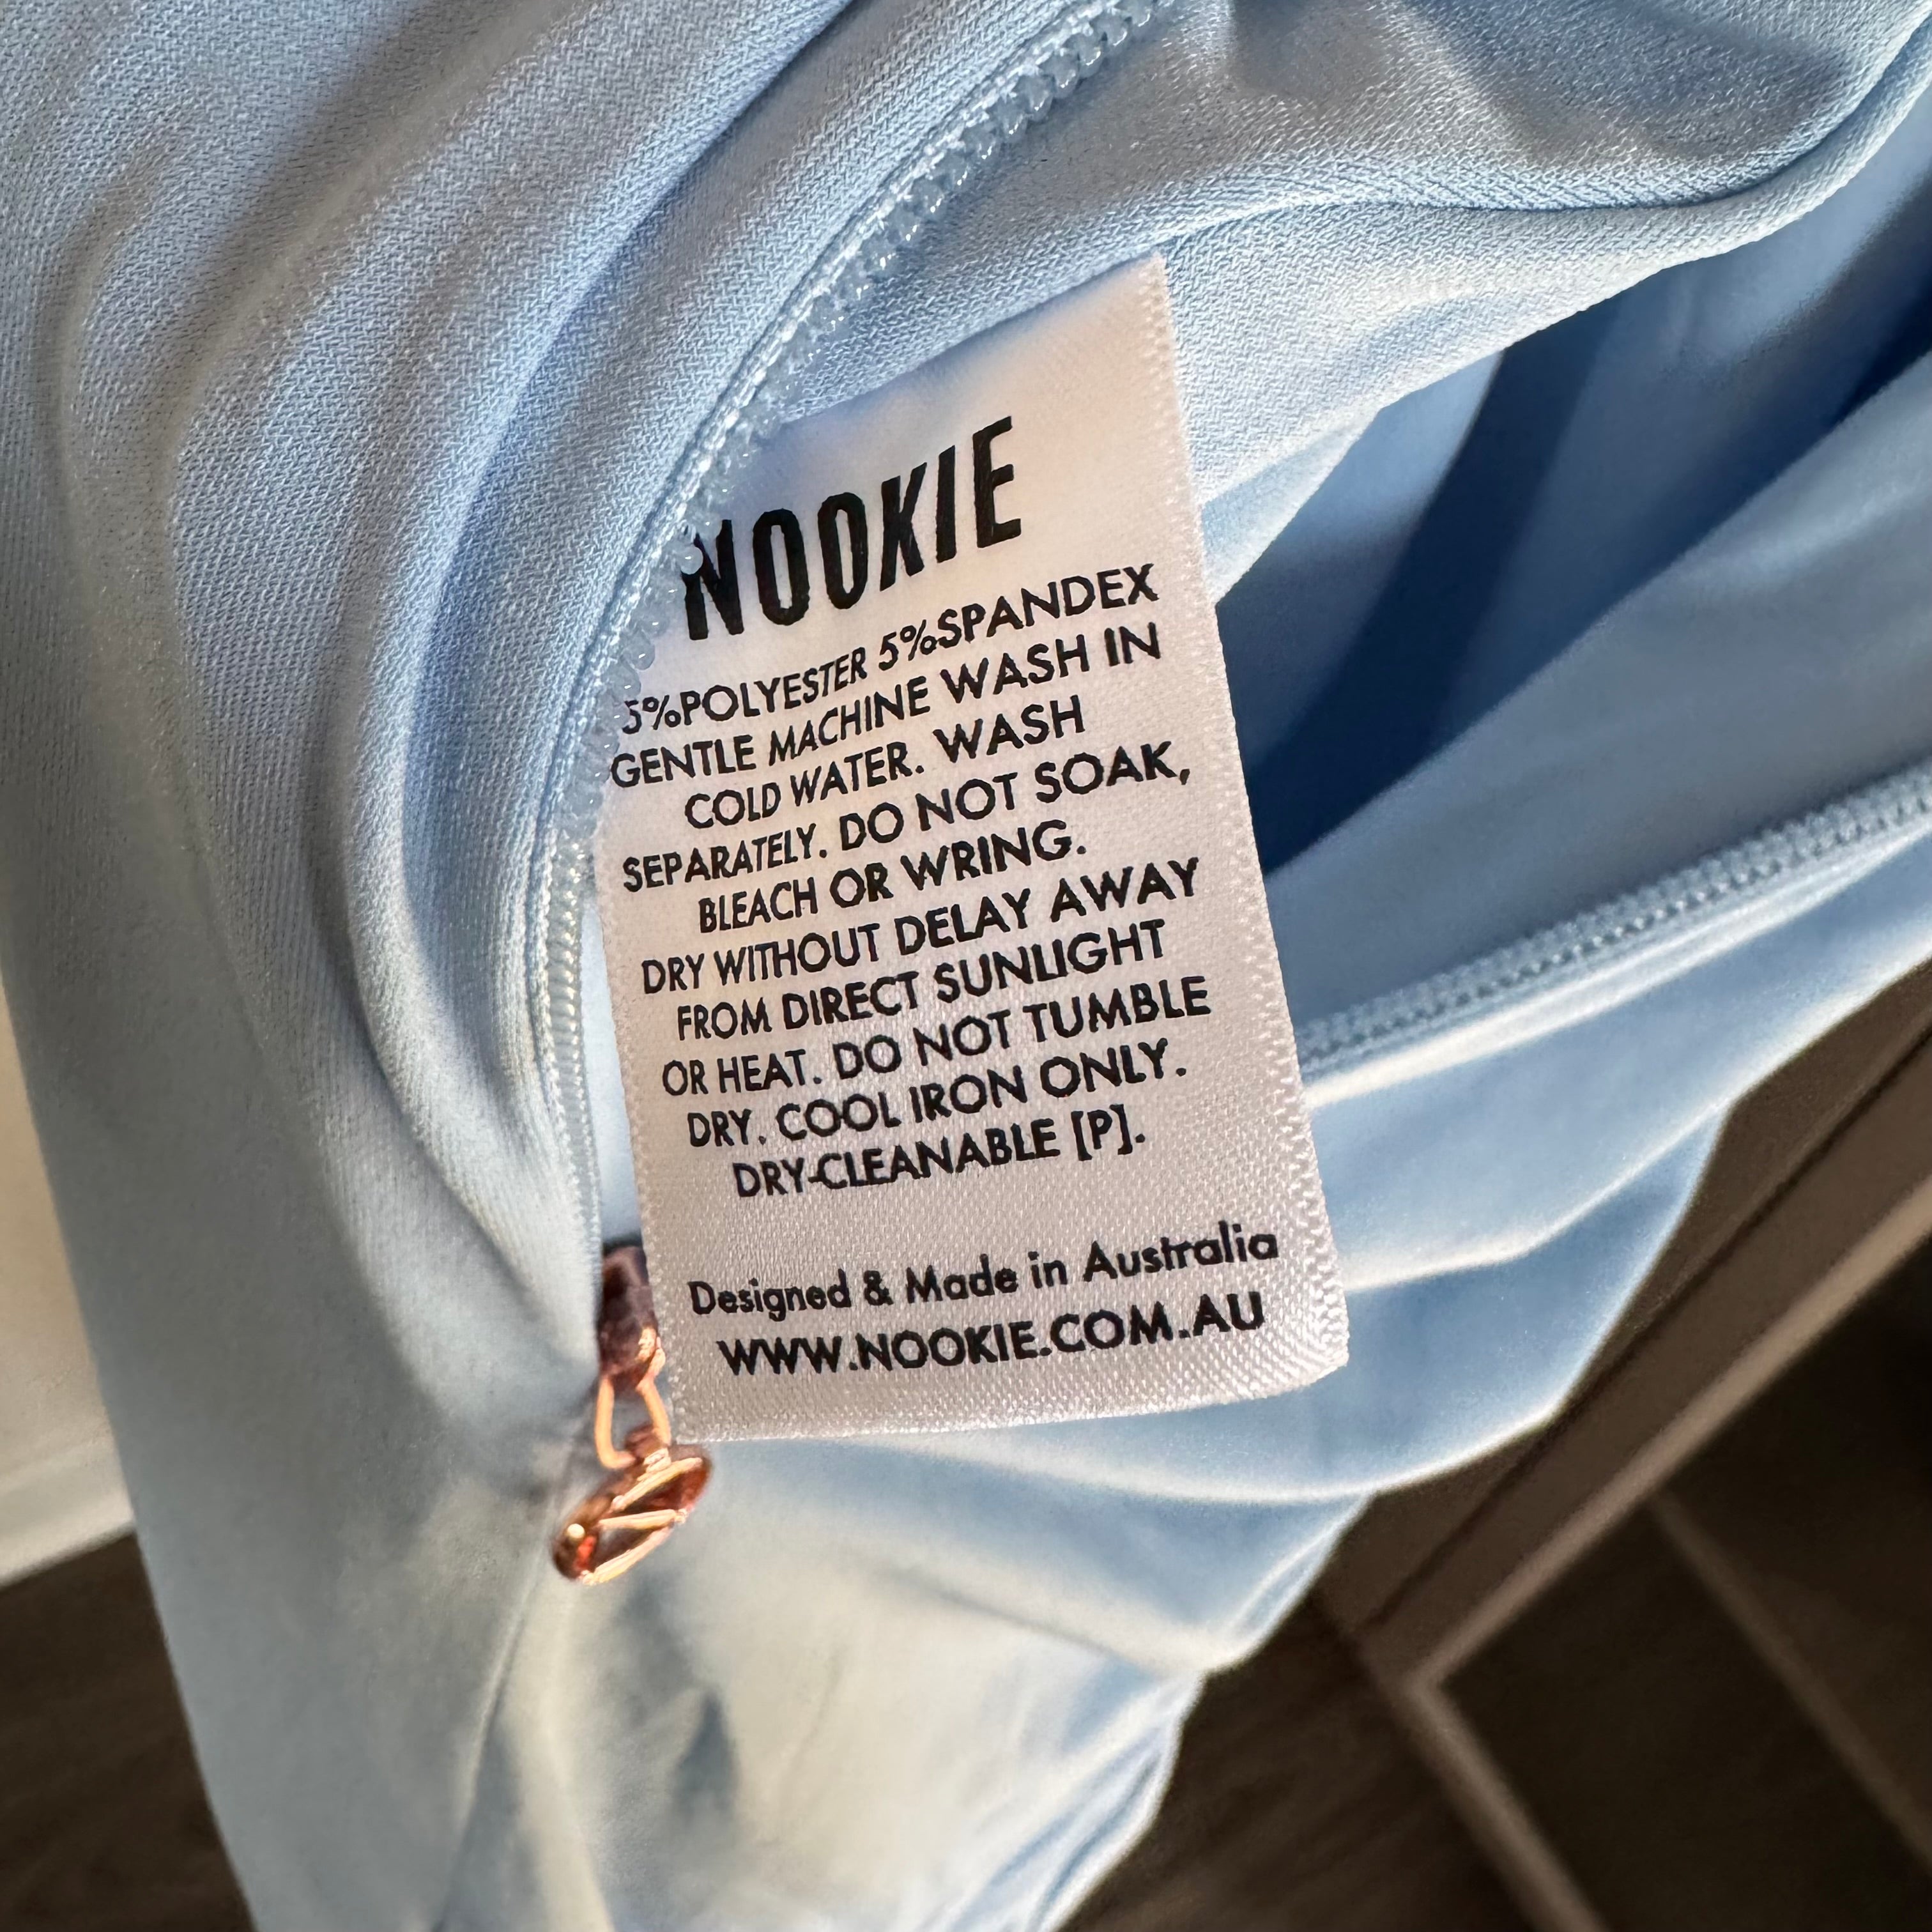 NOOKIE
5%POLYESTER 5%SPANDEX
GENTLE MACHINE WASH IN
COLD WATER. WASH
SEPARATELY. DO NOT SOAK,
BLEACH OR WRING.
DRY WITHOUT DELAY AWAY
FROM DIRECT SUNLIGHT
OR HEAT. DO NOT TUMBLE
DRY. COOL IRON ONLY.
DRY-CLEANABLE [P].
Designed & Made in Australia
WWW.NOOKIE.COM.AU